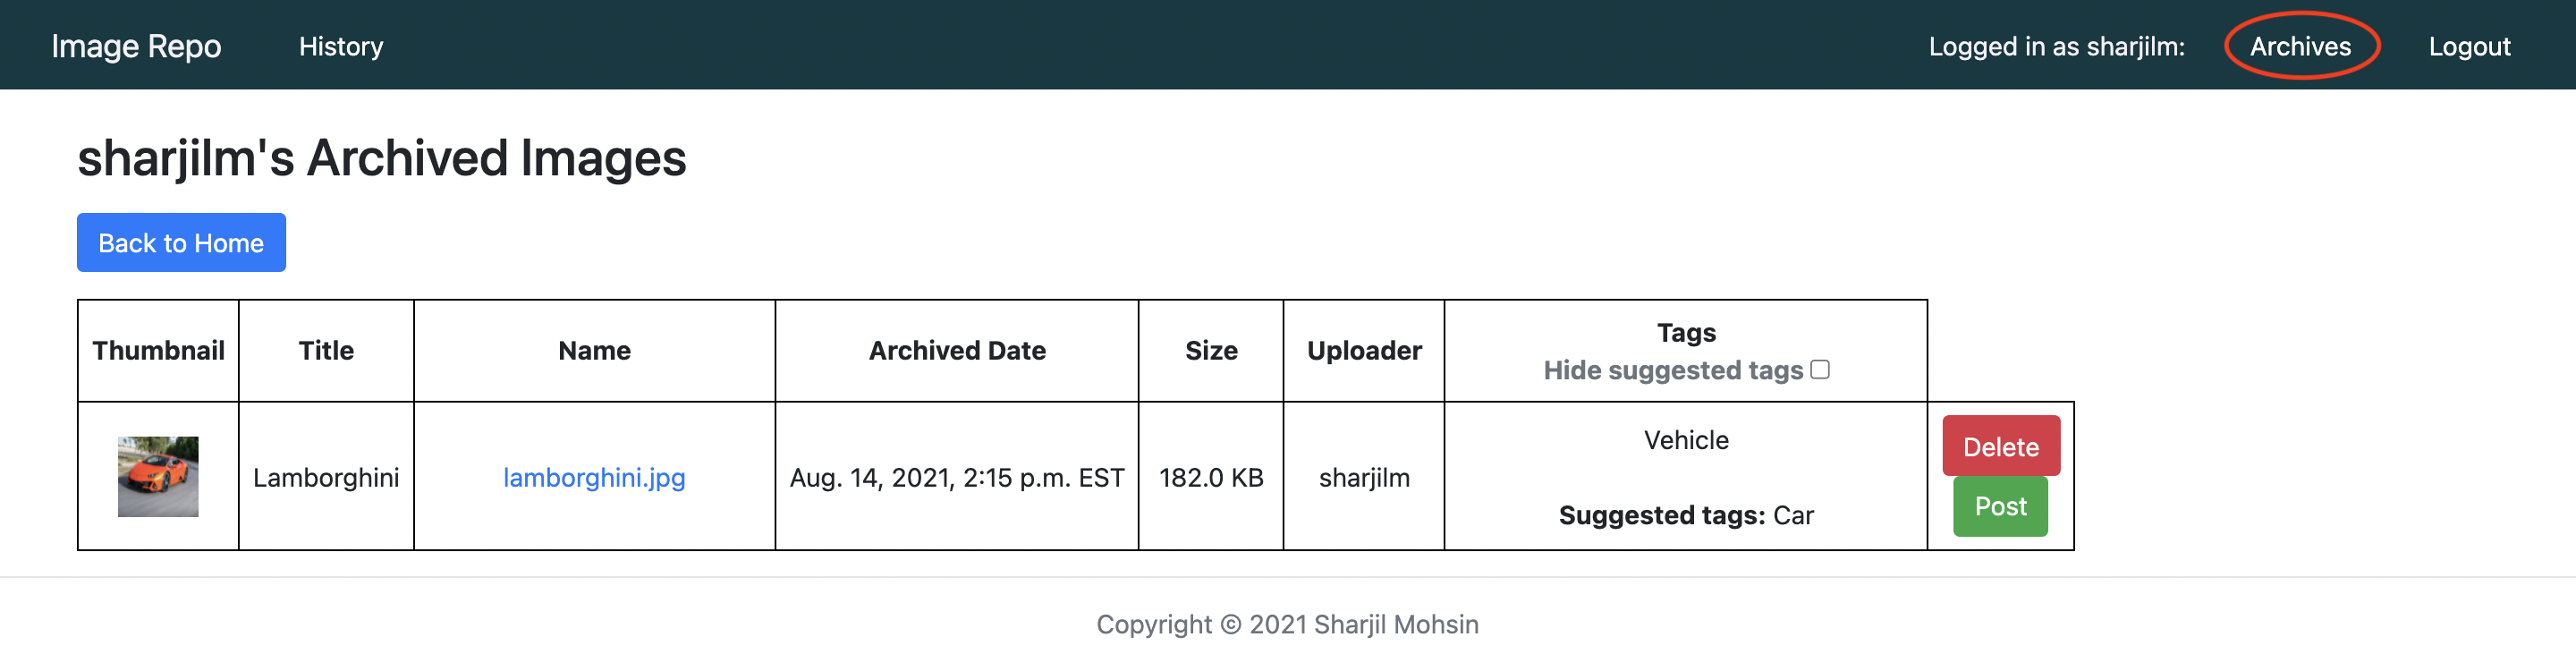 Image Repo History Logged in as sharjilm: Archives Logout
sharjilm's Archived Images
Back to Home
Thumbnail Title Name Archived Date Size Uploader Tags
Hide suggested tags
Lamborghini lamborghini.jpg Aug. 14, 2021, 2:15 p.m. EST 182.0 KB sharjilm Vehicle
Suggested tags: Car
Delete
Post
Copyright © 2021 Sharjil Mohsin